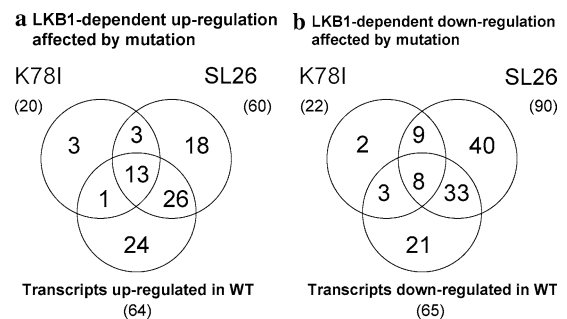 a LKB1-dependent up-regulation
affected by mutation
K78I SL26
(20) (60)
3 3 18
13
1 26
24
Transcripts up-regulated in WT
(64)
b LKB1-dependent down-regulation
affected by mutation
K78I SL26
(22) (90)
2 9 40
8
3 33
21
Transcripts down-regulated in WT
(65)